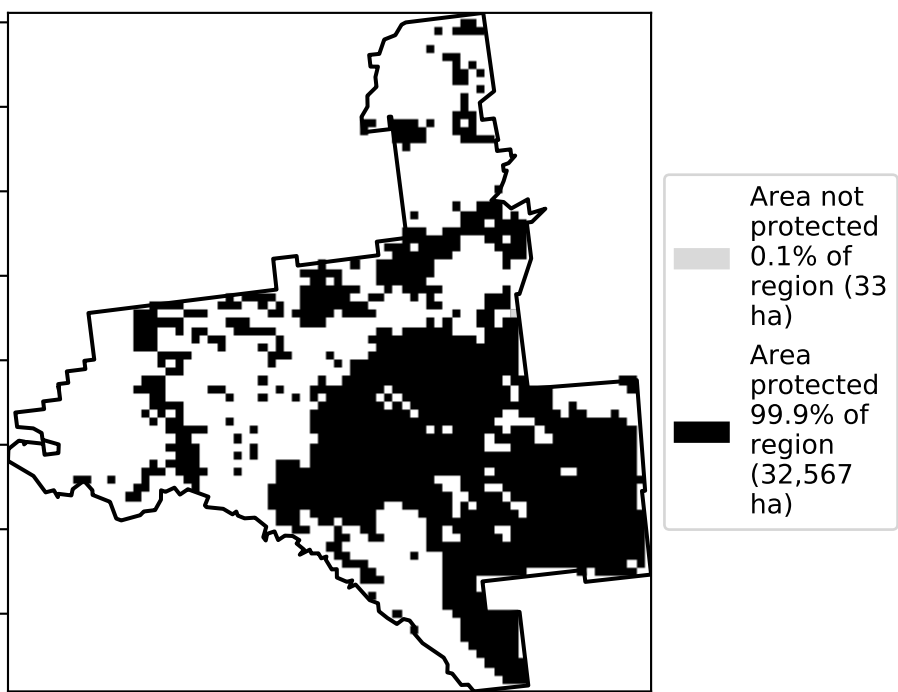 Area not
protected
0.1% of
region (33
ha)
Area
protected
99.9% of
region
(32,567
ha)